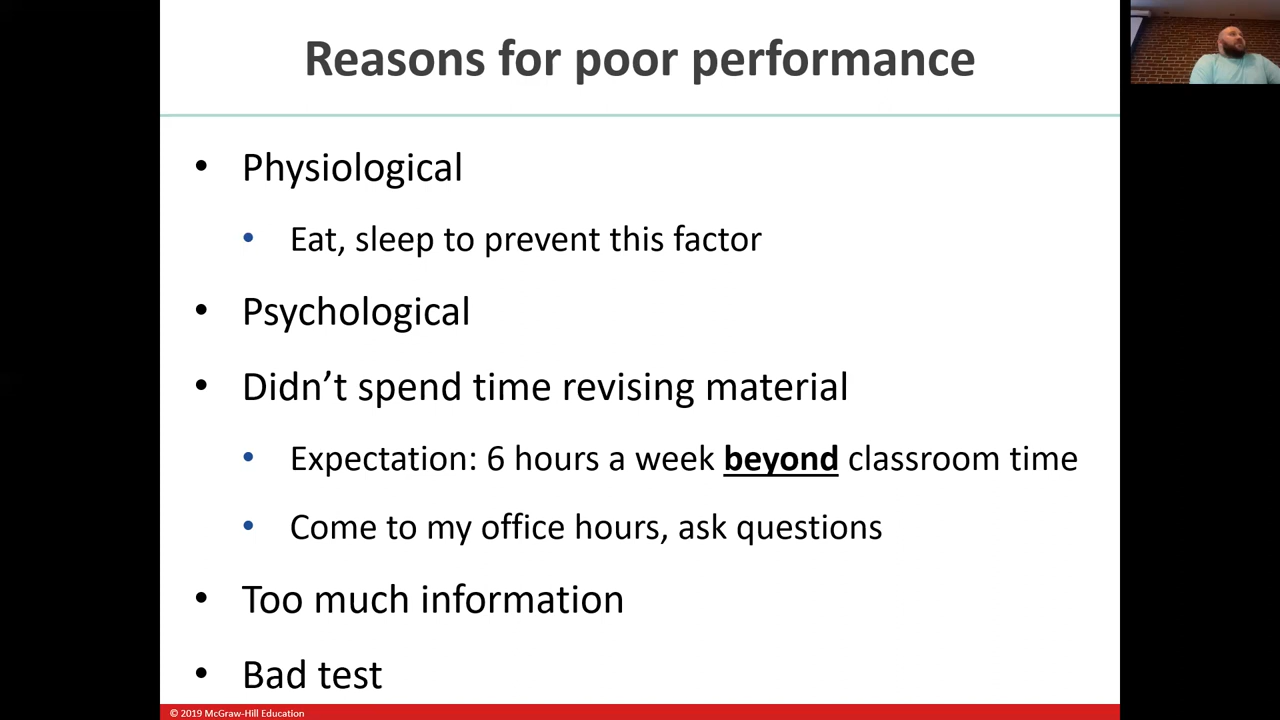 Reasons for poor performance
• Physiological
• Eat, sleep to prevent this factor
• Psychological
• Didn’t spend time revising material
• Expectation: 6 hours a week beyond classroom time
• Come to my office hours, ask questions
• Too much information
• Bad test
© 2019 McGraw-Hill Education